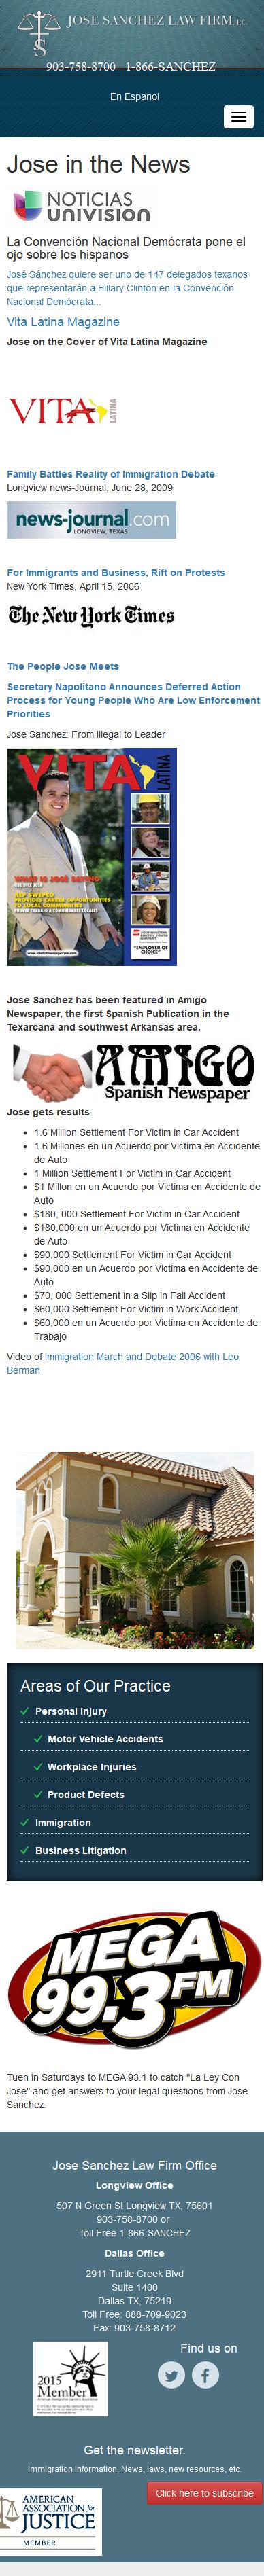 JOSE SANCHEZ LAW FIRM, P.C.
903-758-8700 1-866-SANCHEZ
En Espanol
Jose in the News
NOTICIAS
UNIVISION
La Convención Nacional Demócrata pone el
ojo sobre los hispanos
José Sánchez quiere ser uno de 147 delegados texanos
que representarán a Hillary Clinton en la Convención
Nacional Demócrata...
Vita Latina Magazine
Jose on the Cover of Vita Latina Magazine
VITA LATINA
Family Battles Reality of Immigration Debate
Longview news-Journal, June 28, 2009
news-journal.com
LONGVIEW, TEXAS
For Immigrants and Business, Rift on Protests
New York Times, April 15, 2006
The New York Times
The People Jose Meets
Secretary Napolitano Announces Deferred Action
Process for Young People Who Are Low Enforcement
Priorities
Jose Sanchez: From Illegal to Leader
VITA LATINA
WHAT IS JOSÉ SAYING?
AEP SWEPCO
PROVIDES CAREER OPPORTUNITIES
TO LOCAL COMMUNITIES
"EMPLOYER OF
CHOICE"
Jose Sanchez has been featured in Amigo
Newspaper, the first Spanish Publication in the
Texarcana and southwest Arkansas area.
AMIGO
Spanish Newspaper
Jose gets results
1.6 Million Settlement For Victim in Car Accident
1.6 Millones en un Acuerdo por Victima en Accidente
de Auto
1 Million Settlement For Victim in Car Accident
$1 Millon en un Acuerdo por Victima en Accidente de
Auto
$180, 000 Settlement For Victim in Car Accident
$180,000 en un Acuerdo por Victima en Accidente
de Auto
$90,000 Settlement For Victim in Car Accident
$90,000 en un Acuerdo por Victima en Accidente de
Auto
$70, 000 Settlement in a Slip in Fall Accident
$60,000 Settlement For Victim in Work Accident
$60,000 en un Acuerdo por Victima en Accidente de
Trabajo
Video of Immigration March and Debate 2006 with Leo
Berman
Areas of Our Practice
Personal Injury
Motor Vehicle Accidents
Workplace Injuries
Product Defects
Immigration
Business Litigation
MEGA
99.3 FM
Tuen in Saturdays to MEGA 93.1 to catch "La Ley Con
Jose" and get answers to your legal questions from Jose
Sanchez.
Jose Sanchez Law Firm Office
Longview Office
507 N Green St Longview TX, 75601
903-758-8700 or
Toll Free 1-866-SANCHEZ
Dallas Office
2911 Turtle Creek Blvd
Suite 1400
Dallas TX, 75219
Toll Free: 888-709-9023
Fax: 903-758-8712
2015
Member
Find us on
Get the newsletter.
Immigration Information, News, laws, new resources, etc.
Click here to subscribe
AMERICAN
ASSOCIATION for
JUSTICE
MEMBER